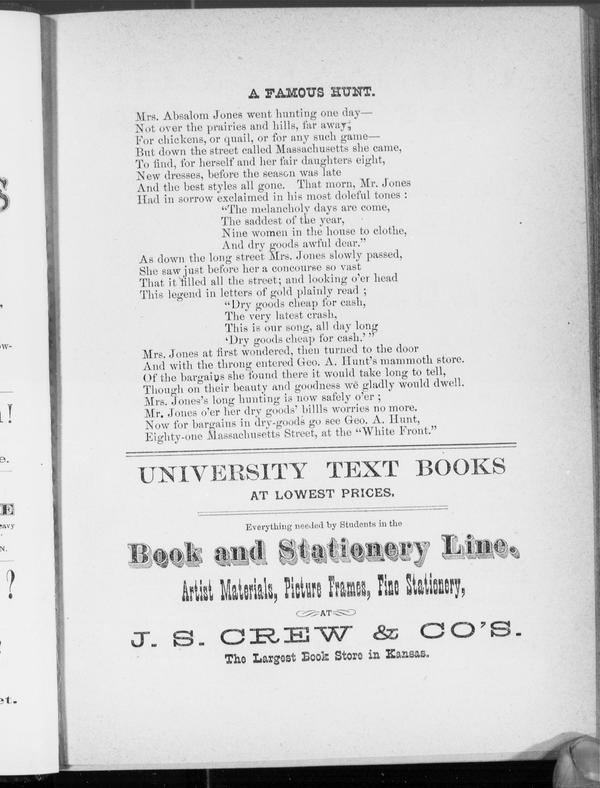 A FAMOUS HUNT.
Mrs. Absalom Jones went hunting one day—
Not over the prairies and hills, far away;
For chickens, or quail, or for any such game—
But down the street called Massachusetts she came,
To find, for herself and her fair daughters eight,
New dresses, before the season was late
And the best styles all gone. That morn, Mr. Jones
Had in sorrow exclaimed in his most doleful tones :
"The melancholy days are come,
The saddest of the year,
Nine women in the house to clothe,
And dry goods awful dear."
As down the long street Mrs. Jones slowly passed,
She saw just before her a concourse so vast
That it filled all the street; and looking o'er head
This legend in letters of gold plainly read ;
"Dry goods cheap for cash,
The very latest crash,
This is our song, all day long
'Dry goods cheap for cash.' "
Mrs. Jones at first wondered, then turned to the door
And with the throng entered Geo. A. Hunt's mammoth store.
Of the bargains she found there it would take long to tell,
Though on their beauty and goodness we gladly would dwell.
Mrs. Jones's long hunting is now safely o'er ;
Mr. Jones o'er her dry goods' billls worries no more.
Now for bargains in dry-goods go see Geo. A. Hunt,
Eighty-one Massachusetts Street, at the "White Front."
UNIVERSITY TEXT BOOKS
AT LOWEST PRICES,
Everything needed by Students in the
Book and Stationery Line.
Artist Materials, Picture Frames, Fine Stationery,
AT
J. S. CREW & CO'S.
The Largest Book Store in Kansas.